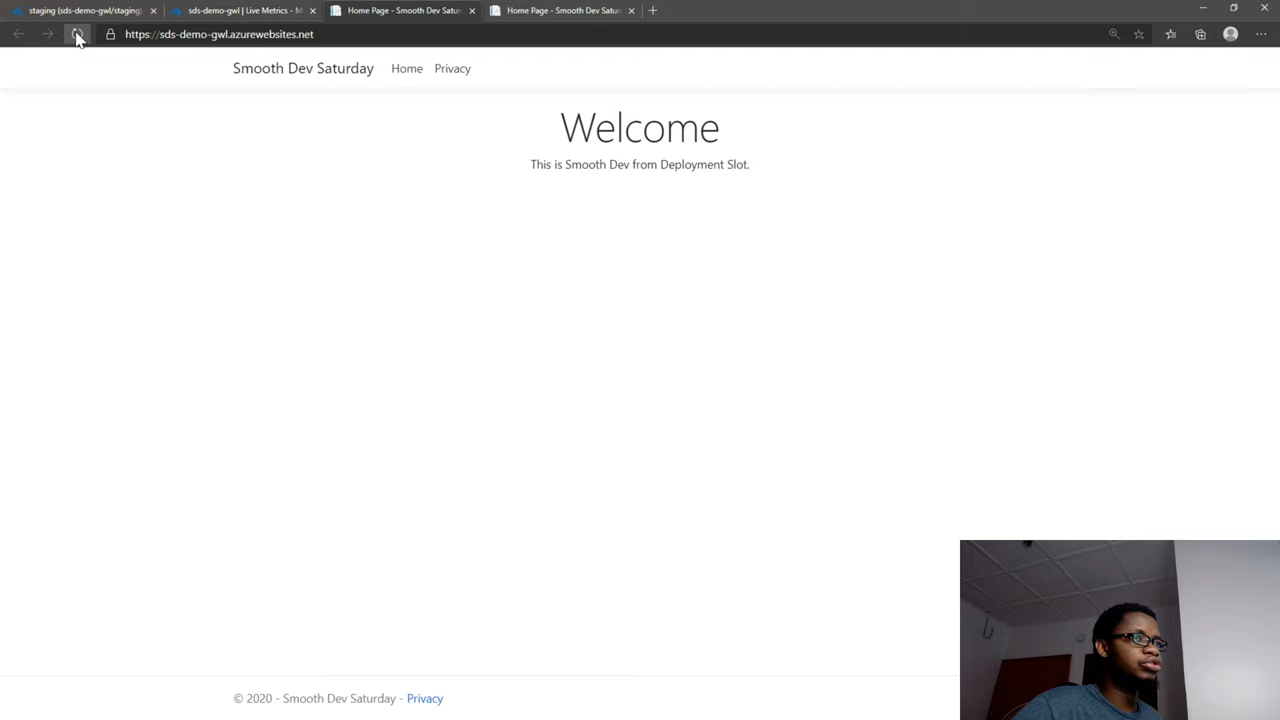 staging (sds-demo-gwl/staging)
sds-demo-gwl | Live Metrics - M
Home Page - Smooth Dev Satur
Home Page - Smooth Dev Satur
https://sds-demo-gwl.azurewebsites.net
Smooth Dev Saturday Home Privacy
Welcome
This is Smooth Dev from Deployment Slot.
© 2020 - Smooth Dev Saturday - Privacy